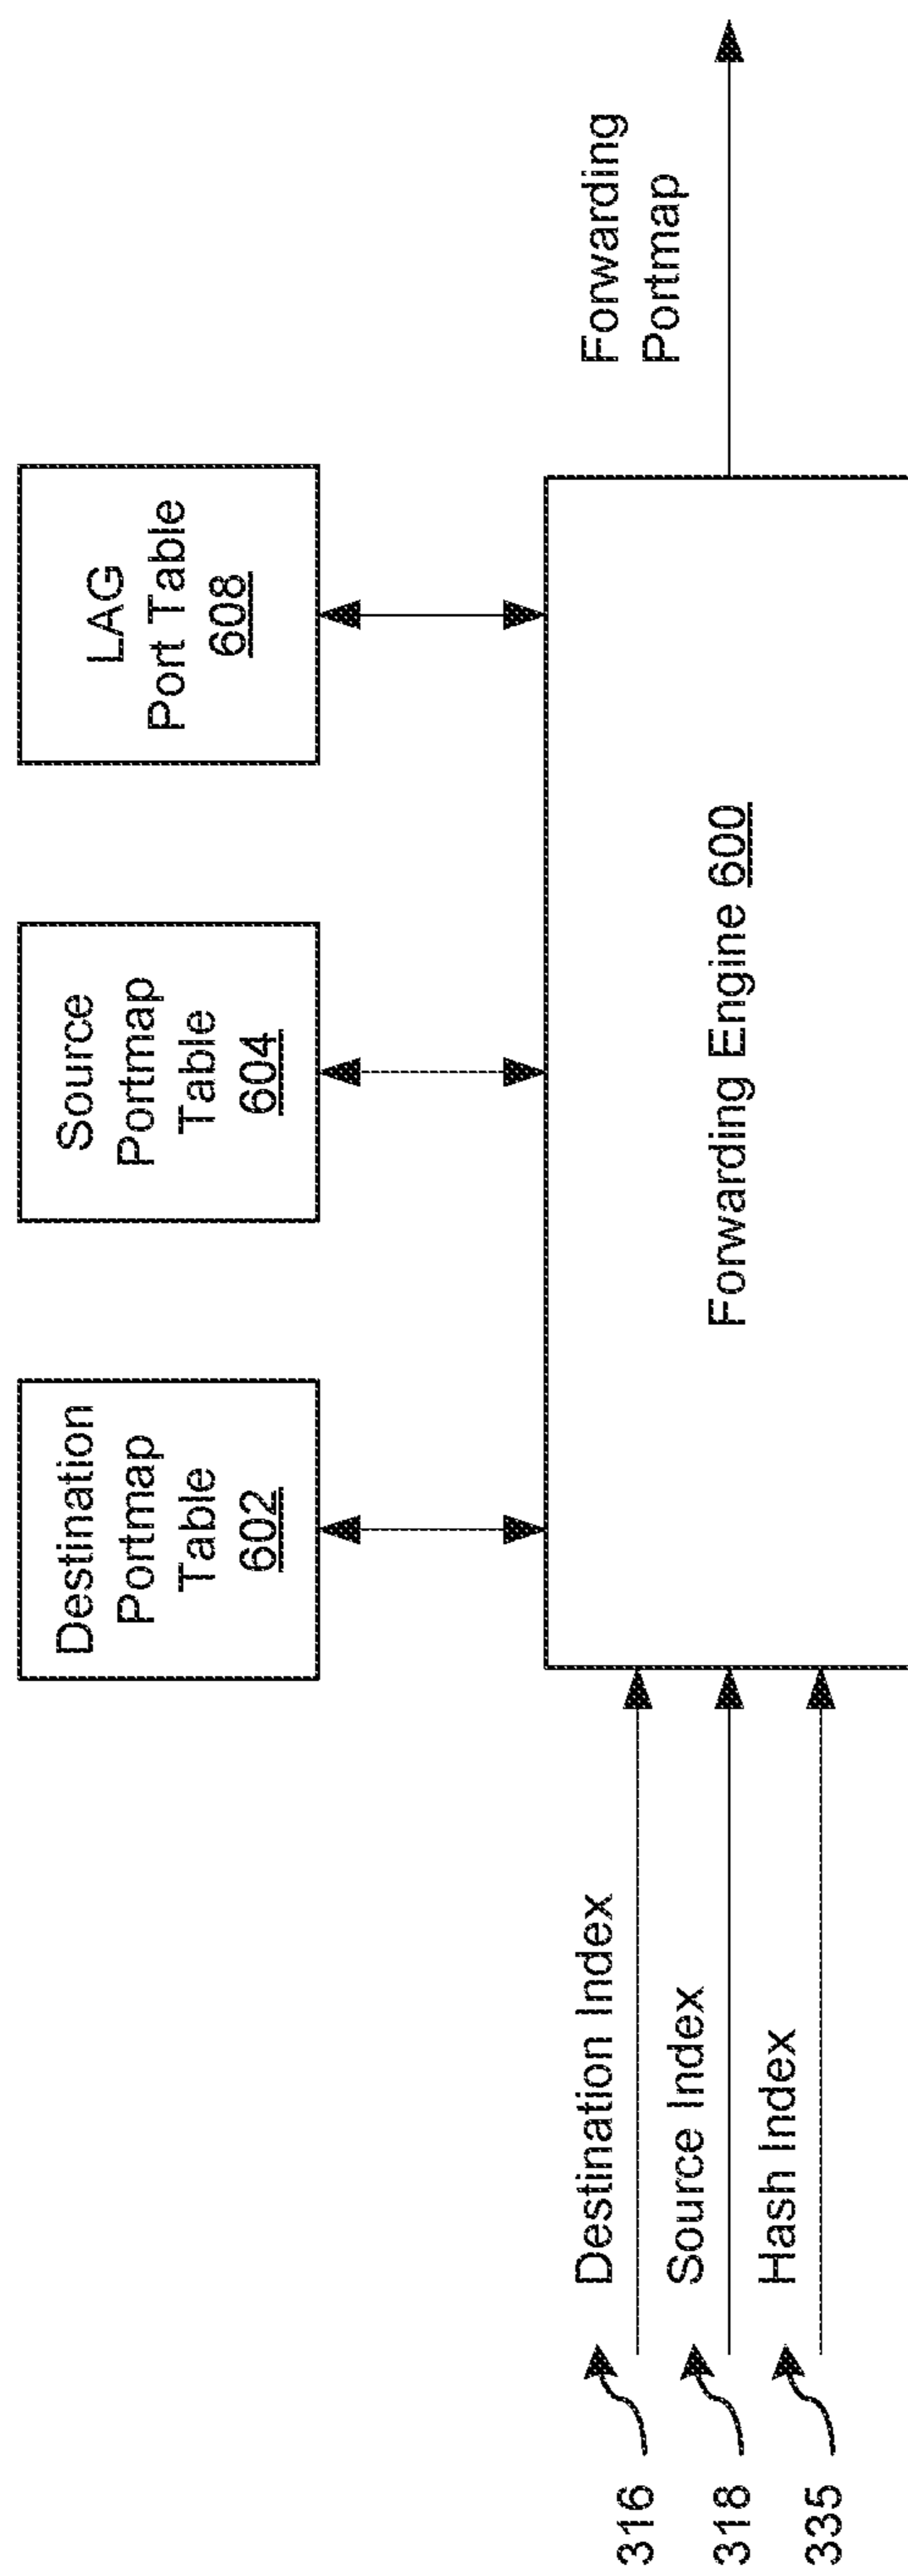 Destination
Portmap
Table
602
Source
Portmap
Table
604
LAG
Port Table
608
316
Destination Index
318
Source Index
335
Hash Index
Forwarding Engine 600
Forwarding
Portmap